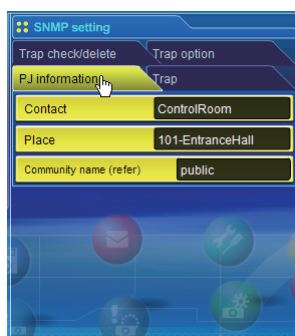 SNMP setting
Trap check/delete Trap option
PJ information Trap
Contact ControlRoom
Place 101-EntranceHall
Community name (refer) public